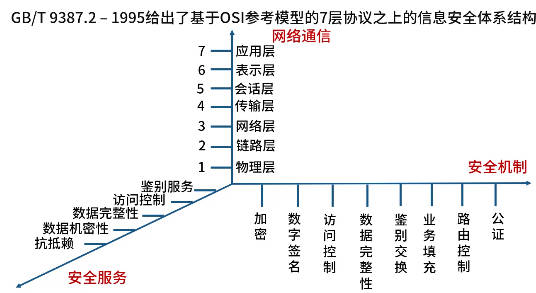 GB/T 9387.2 – 1995给出了基于OSI参考模型的7层协议之上的信息安全体系结构
网络通信
7 应用层
6 表示层
5 会话层
4 传输层
3 网络层
2 链路层
1 物理层
安全机制
鉴别服务
访问控制
数据完整性
数据机密性
抗抵赖
安全服务
加密
数字签名
访问控制
数据完整性
鉴别交换
业务填充
路由控制
公证